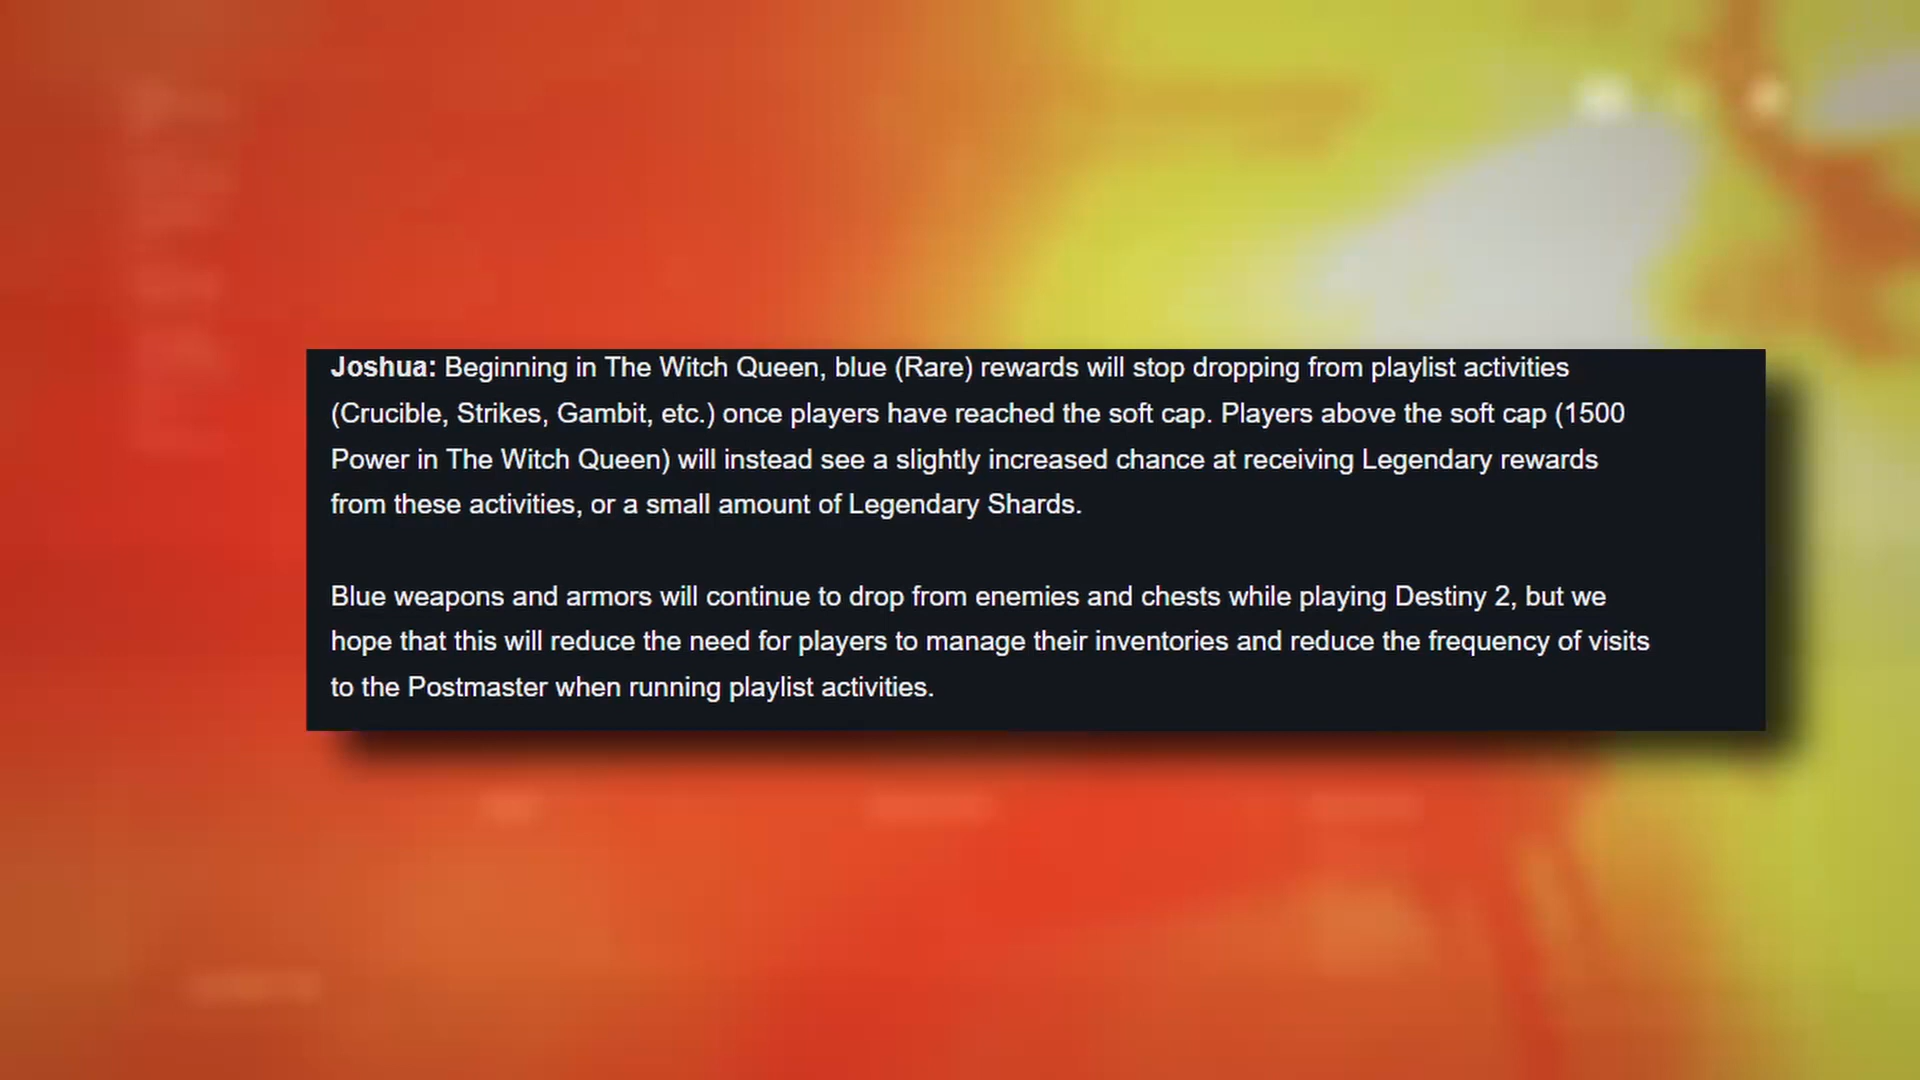 Joshua: Beginning in The Witch Queen, blue (Rare) rewards will stop dropping from playlist activities
(Crucible, Strikes, Gambit, etc.) once players have reached the soft cap. Players above the soft cap (1500
Power in The Witch Queen) will instead see a slightly increased chance at receiving Legendary rewards
from these activities, or a small amount of Legendary Shards.
Blue weapons and armors will continue to drop from enemies and chests while playing Destiny 2, but we
hope that this will reduce the need for players to manage their inventories and reduce the frequency of visits
to the Postmaster when running playlist activities.